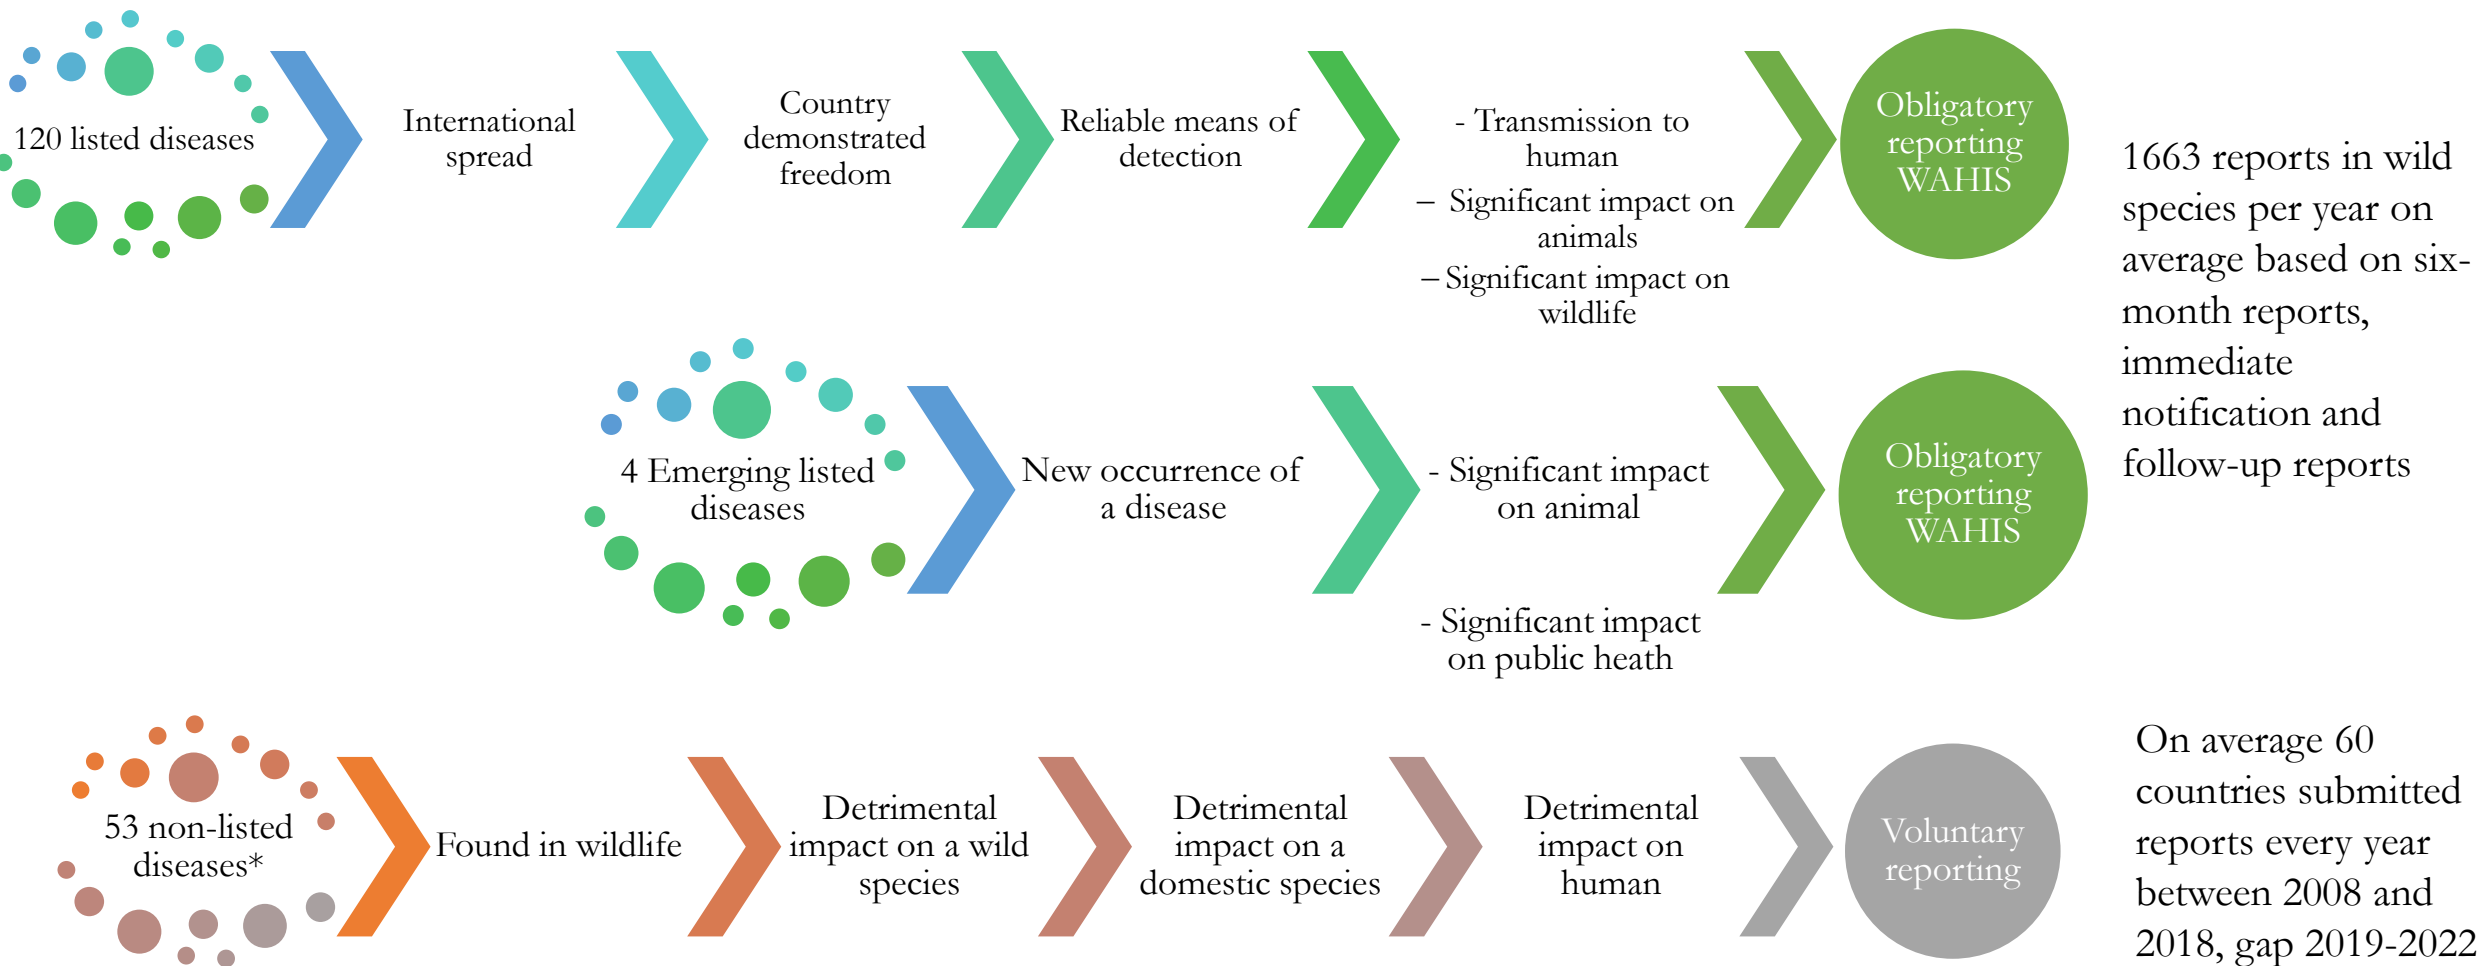 120 listed diseases
International
spread
Country
demonstrated
freedom
Reliable means of
detection
- Transmission to
human
– Significant impact on
animals
– Significant impact on
wildlife
Obligatory
reporting
WAHIS
1663 reports in wild
species per year on
average based on six-
month reports,
immediate
notification and
follow-up reports
4 Emerging listed
diseases
New occurrence of
a disease
- Significant impact
on animal
- Significant impact
on public heath
Obligatory
reporting
WAHIS
53 non-listed
diseases*
Found in wildlife
Detrimental
impact on a wild
species
Detrimental
impact on a
domestic species
Detrimental
impact on
human
Voluntary
reporting
On average 60
countries submitted
reports every year
between 2008 and
2018, gap 2019-2022